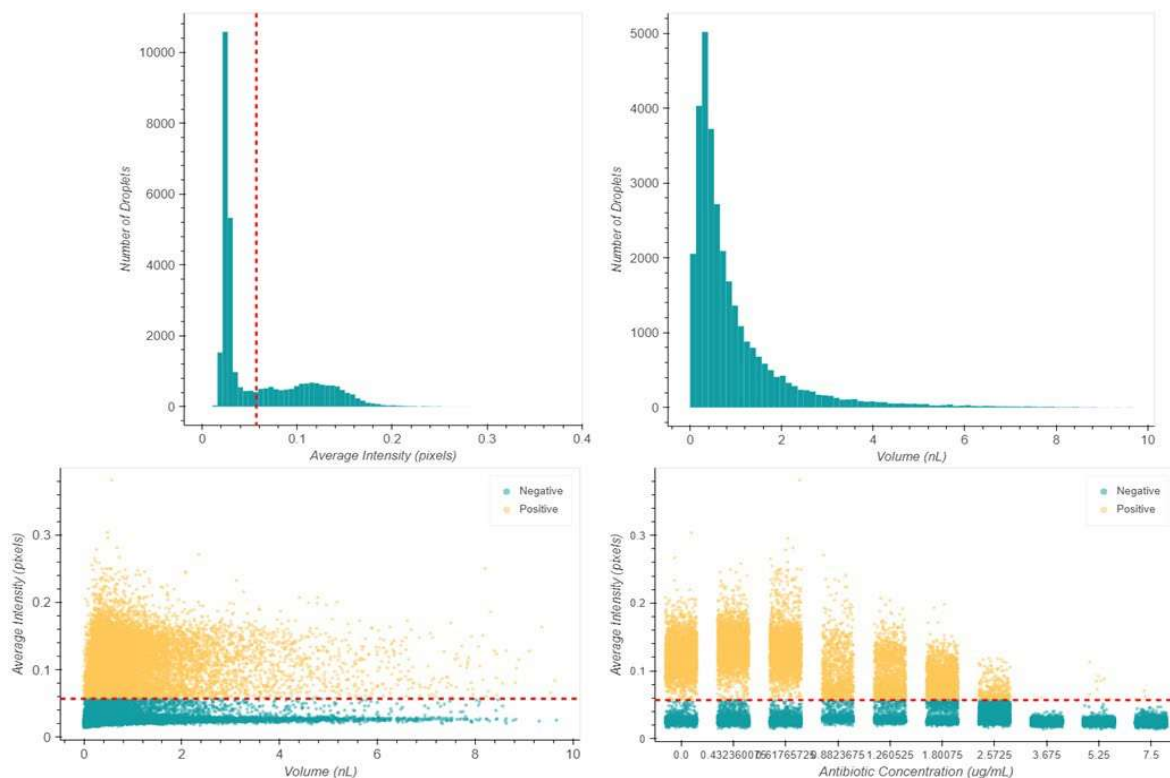 10000
8000
6000
4000
2000
0
Number of Droplets
0 0.1 0.2 0.3 0.4
Average Intensity (pixels)
5000
4000
3000
2000
1000
0
Number of Droplets
0 2 4 6 8 10
Volume (nL)
Negative
Positive
0.3
0.2
0.1
0
Average Intensity (pixels)
0 2 4 6 8 10
Volume (nL)
Negative
Positive
0.3
0.2
0.1
0
Average Intensity (pixels)
0.0 1.260525 1.80075 2.5725 3.675 5.25 7.5
Antibiotic Concentration (ug/mL)